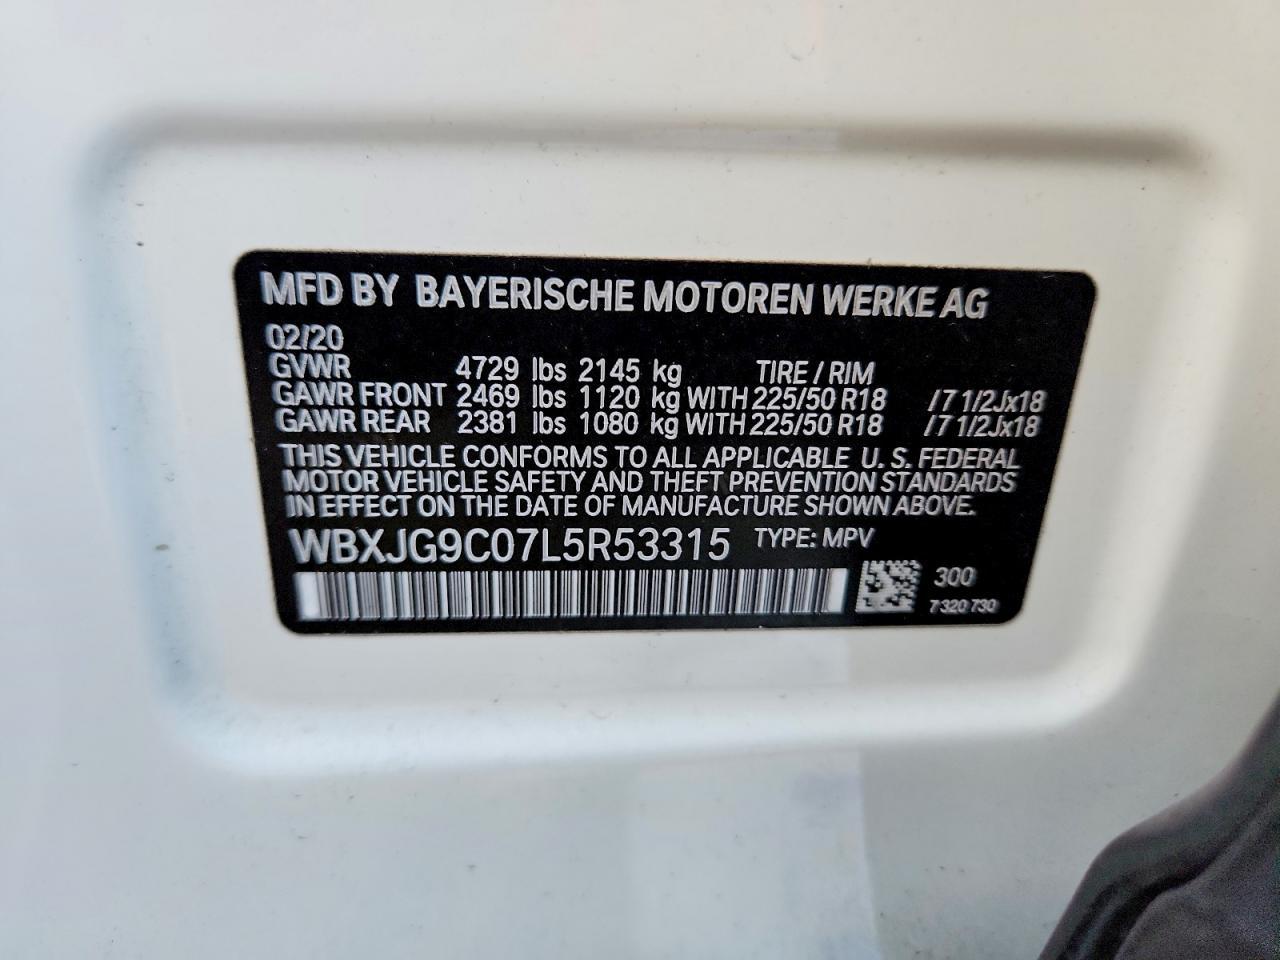 MFD BY BAYERISCHE MOTOREN WERKE AG
02/20
GVWR 4729 lbs 2145 kg TIRE / RIM
GAWR FRONT 2469 lbs 1120 kg WITH 225/50 R18 / 7 1/2Jx18
GAWR REAR 2381 lbs 1080 kg WITH 225/50 R18 / 7 1/2Jx18
THIS VEHICLE CONFORMS TO ALL APPLICABLE U. S. FEDERAL
MOTOR VEHICLE SAFETY AND THEFT PREVENTION STANDARDS
IN EFFECT ON THE DATE OF MANUFACTURE SHOWN ABOVE.
WBXJG9C07L5R53315 TYPE: MPV
300
7 320 730